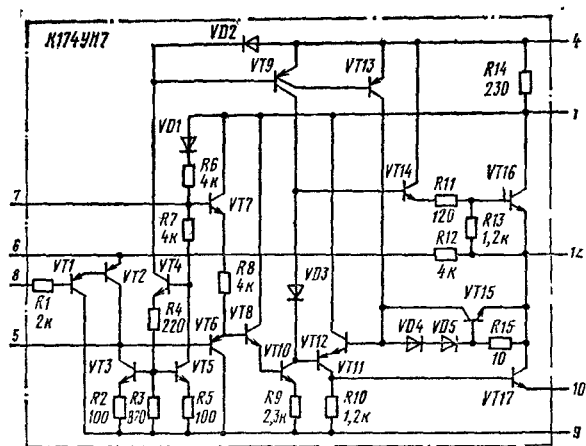 К174УН7
VD2
4
VT9
VT13
R14
230
VD1
1
R6
4к
VT14
R11
120
VT16
7
VT7
R13
1,2к
R7
4к
R12
4к
6
12
8
VT1
VT2
VT4
R8
4к
VD3
VT15
R1
2к
R4
220
VT6
VT8
VT12
VD4
VD5
R15
10
5
VT3
VT5
VT10
VT11
VT17
R2
100
R3
820
R5
100
R9
2,3к
R10
1,2к
10
9